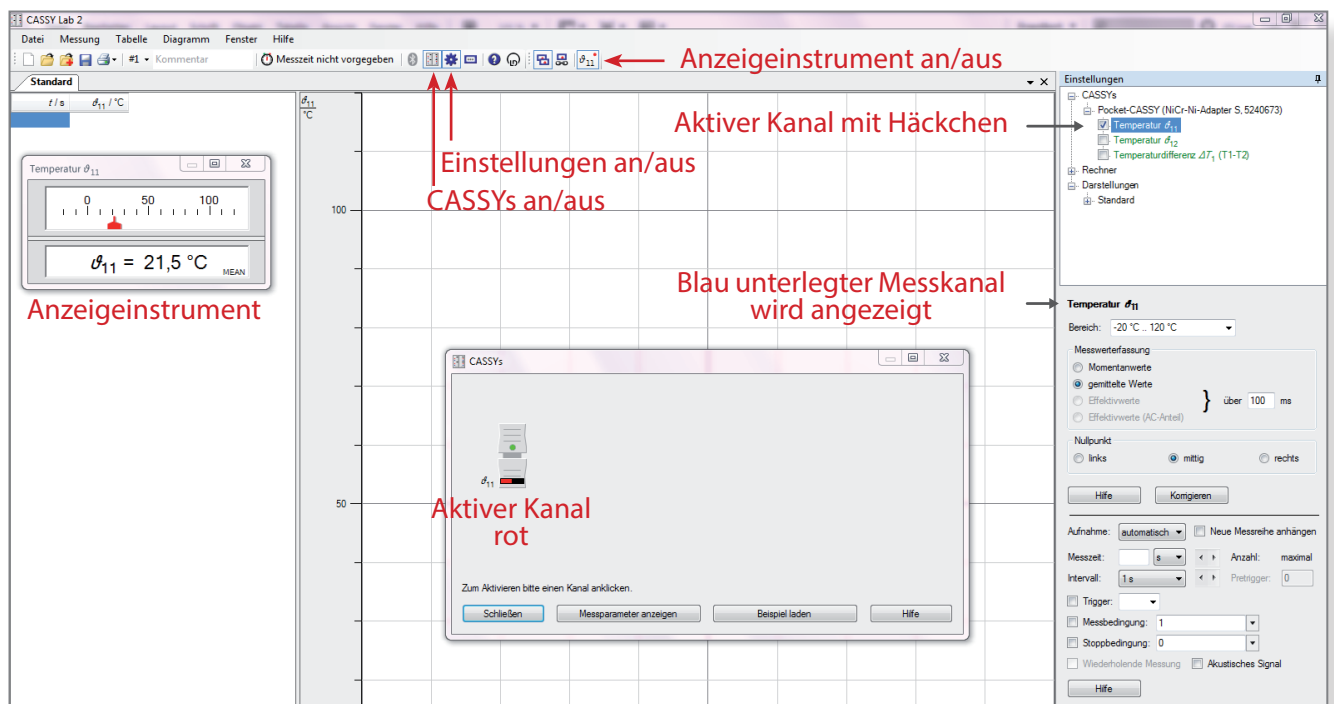 CASSY Lab 2
Datei Messung Tabelle Diagramm Fenster Hilfe
#1 Kommentar Messzeit nicht vorgegeben ϑ11 Anzeigeinstrument an/aus
Standard
t / s ϑ11 / °C
ϑ11
°C
Einstellungen an/aus
CASSYs an/aus
Temperatur ϑ11
0 50 100
ϑ11 = 21,5 °C MEAN
Anzeigeinstrument
100
50
Aktiver Kanal mit Häckchen
Blau unterlegter Messkanal
wird angezeigt
CASSYs
ϑ11
Aktiver Kanal
rot
Zum Aktivieren bitte einen Kanal anklicken.
Schließen Messparameter anzeigen Beispiel laden Hilfe
Einstellungen
CASSYs
Pocket-CASSY (NiCr-Ni-Adapter S, 5240673)
Temperatur ϑ11
Temperatur ϑ12
Temperaturdifferenz ΔT1 (T1-T2)
Rechner
Darstellungen
Standard
Temperatur ϑ11
Bereich: -20 °C .. 120 °C
Messwerterfassung
Momentanwerte
gemittelte Werte
Effektivwerte } über 100 ms
Effektivwerte (AC-Anteil)
Nullpunkt
links mittig rechts
Hilfe Korrigieren
Aufnahme: automatisch Neue Messreihe anhängen
Messzeit: s Anzahl: maximal
Intervall: 1 s Pretrigger: 0
Trigger:
Messbedingung: 1
Stoppbedingung: 0
Wiederholende Messung Akustisches Signal
Hilfe